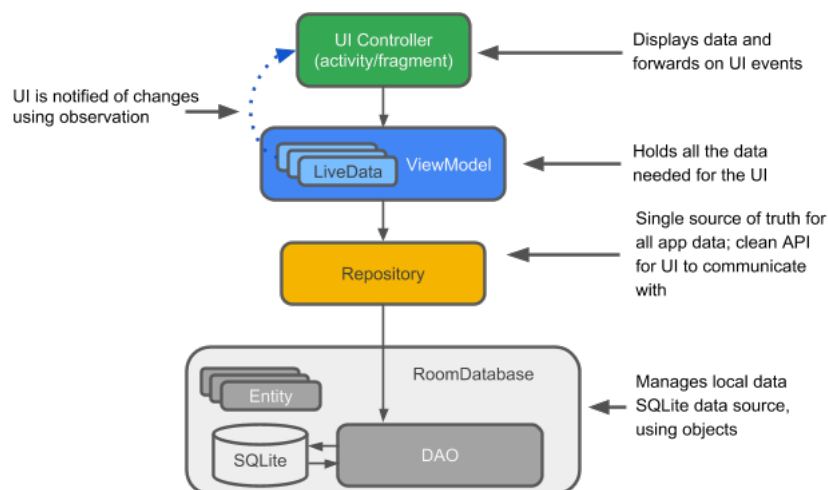 UI Controller
(activity/fragment)
Displays data and
forwards on UI events
UI is notified of changes
using observation
LiveData
ViewModel
Holds all the data
needed for the UI
Single source of truth for
all app data; clean API
for UI to communicate
with
Repository
RoomDatabase
Entity
SQLite
DAO
Manages local data
SQLite data source,
using objects